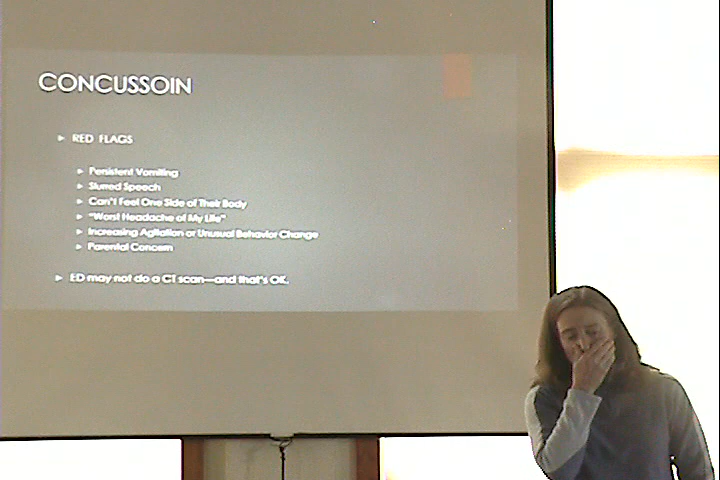 CONCUSSOIN
RED FLAGS
Persistent Vomiting
Slurred Speech
Can't Feel One Side of Their Body
"Worst Headache of My Life"
Increasing Agitation or Unusual Behavior Change
Parental Concern
ED may not do a CT scan—and that's OK.